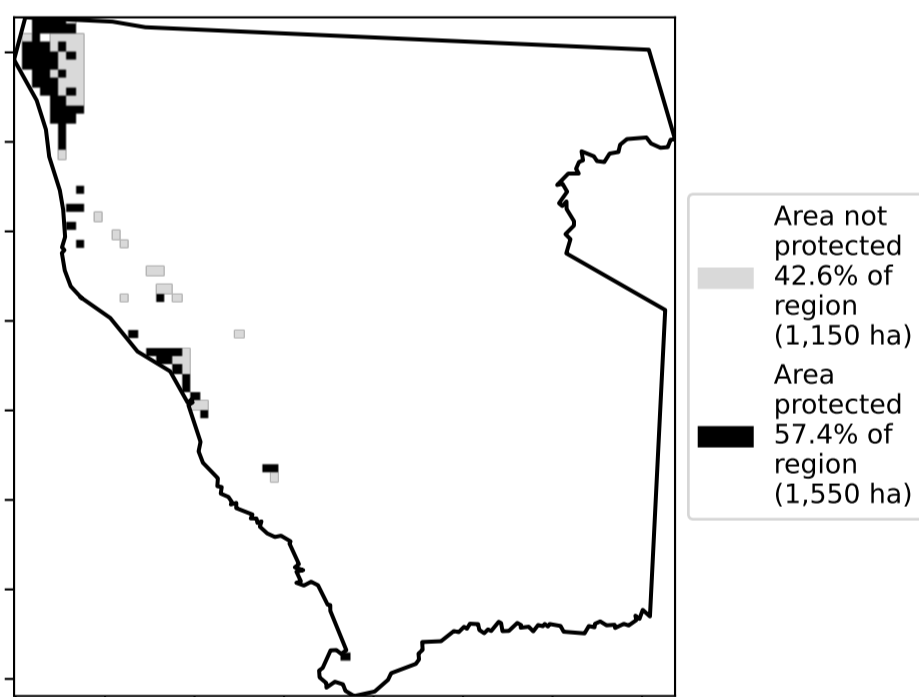 Area not
protected
42.6% of
region
(1,150 ha)
Area
protected
57.4% of
region
(1,550 ha)